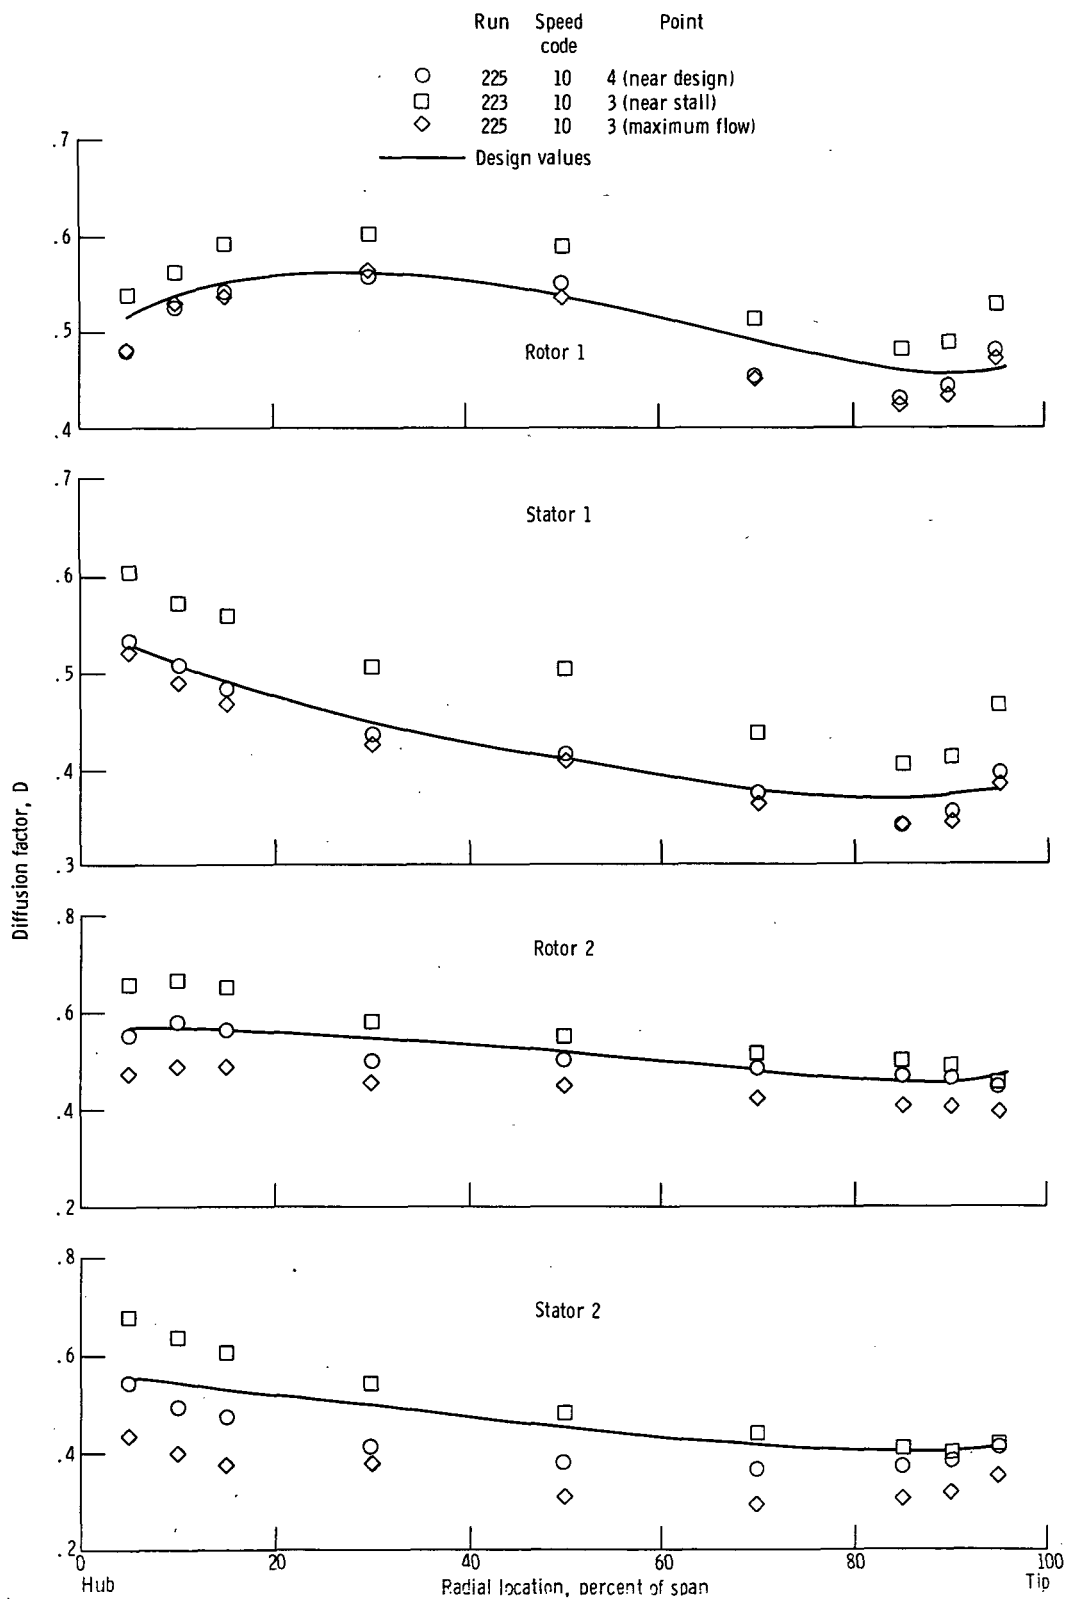 Run Speed code Point
225 10 4 (near design)
223 10 3 (near stall)
225 10 3 (maximum flow)
Design values
.7
.6
.5
.4
Rotor 1
.7
.6
.5
.4
.3
Stator 1
Diffusion factor, D
.8
.6
.4
.2
Rotor 2
.8
.6
.4
.2
Stator 2
0 20 40 60 80 100
Hub Radial location, percent of span Tip